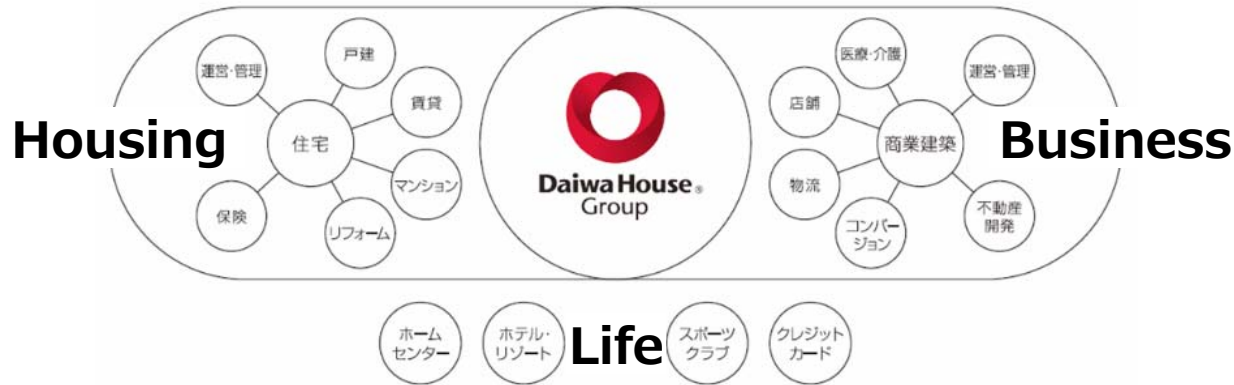 Housing
運営・管理
戸建
賃貸
住宅
マンション
保険
リフォーム
Daiwa House®
Group
医療・介護
運営・管理
店舗
商業建築
物流
コンバー
ジョン
不動産
開発
Business
ホーム
センター
ホテル・
リゾート
Life
スポーツ
クラブ
クレジット
カード